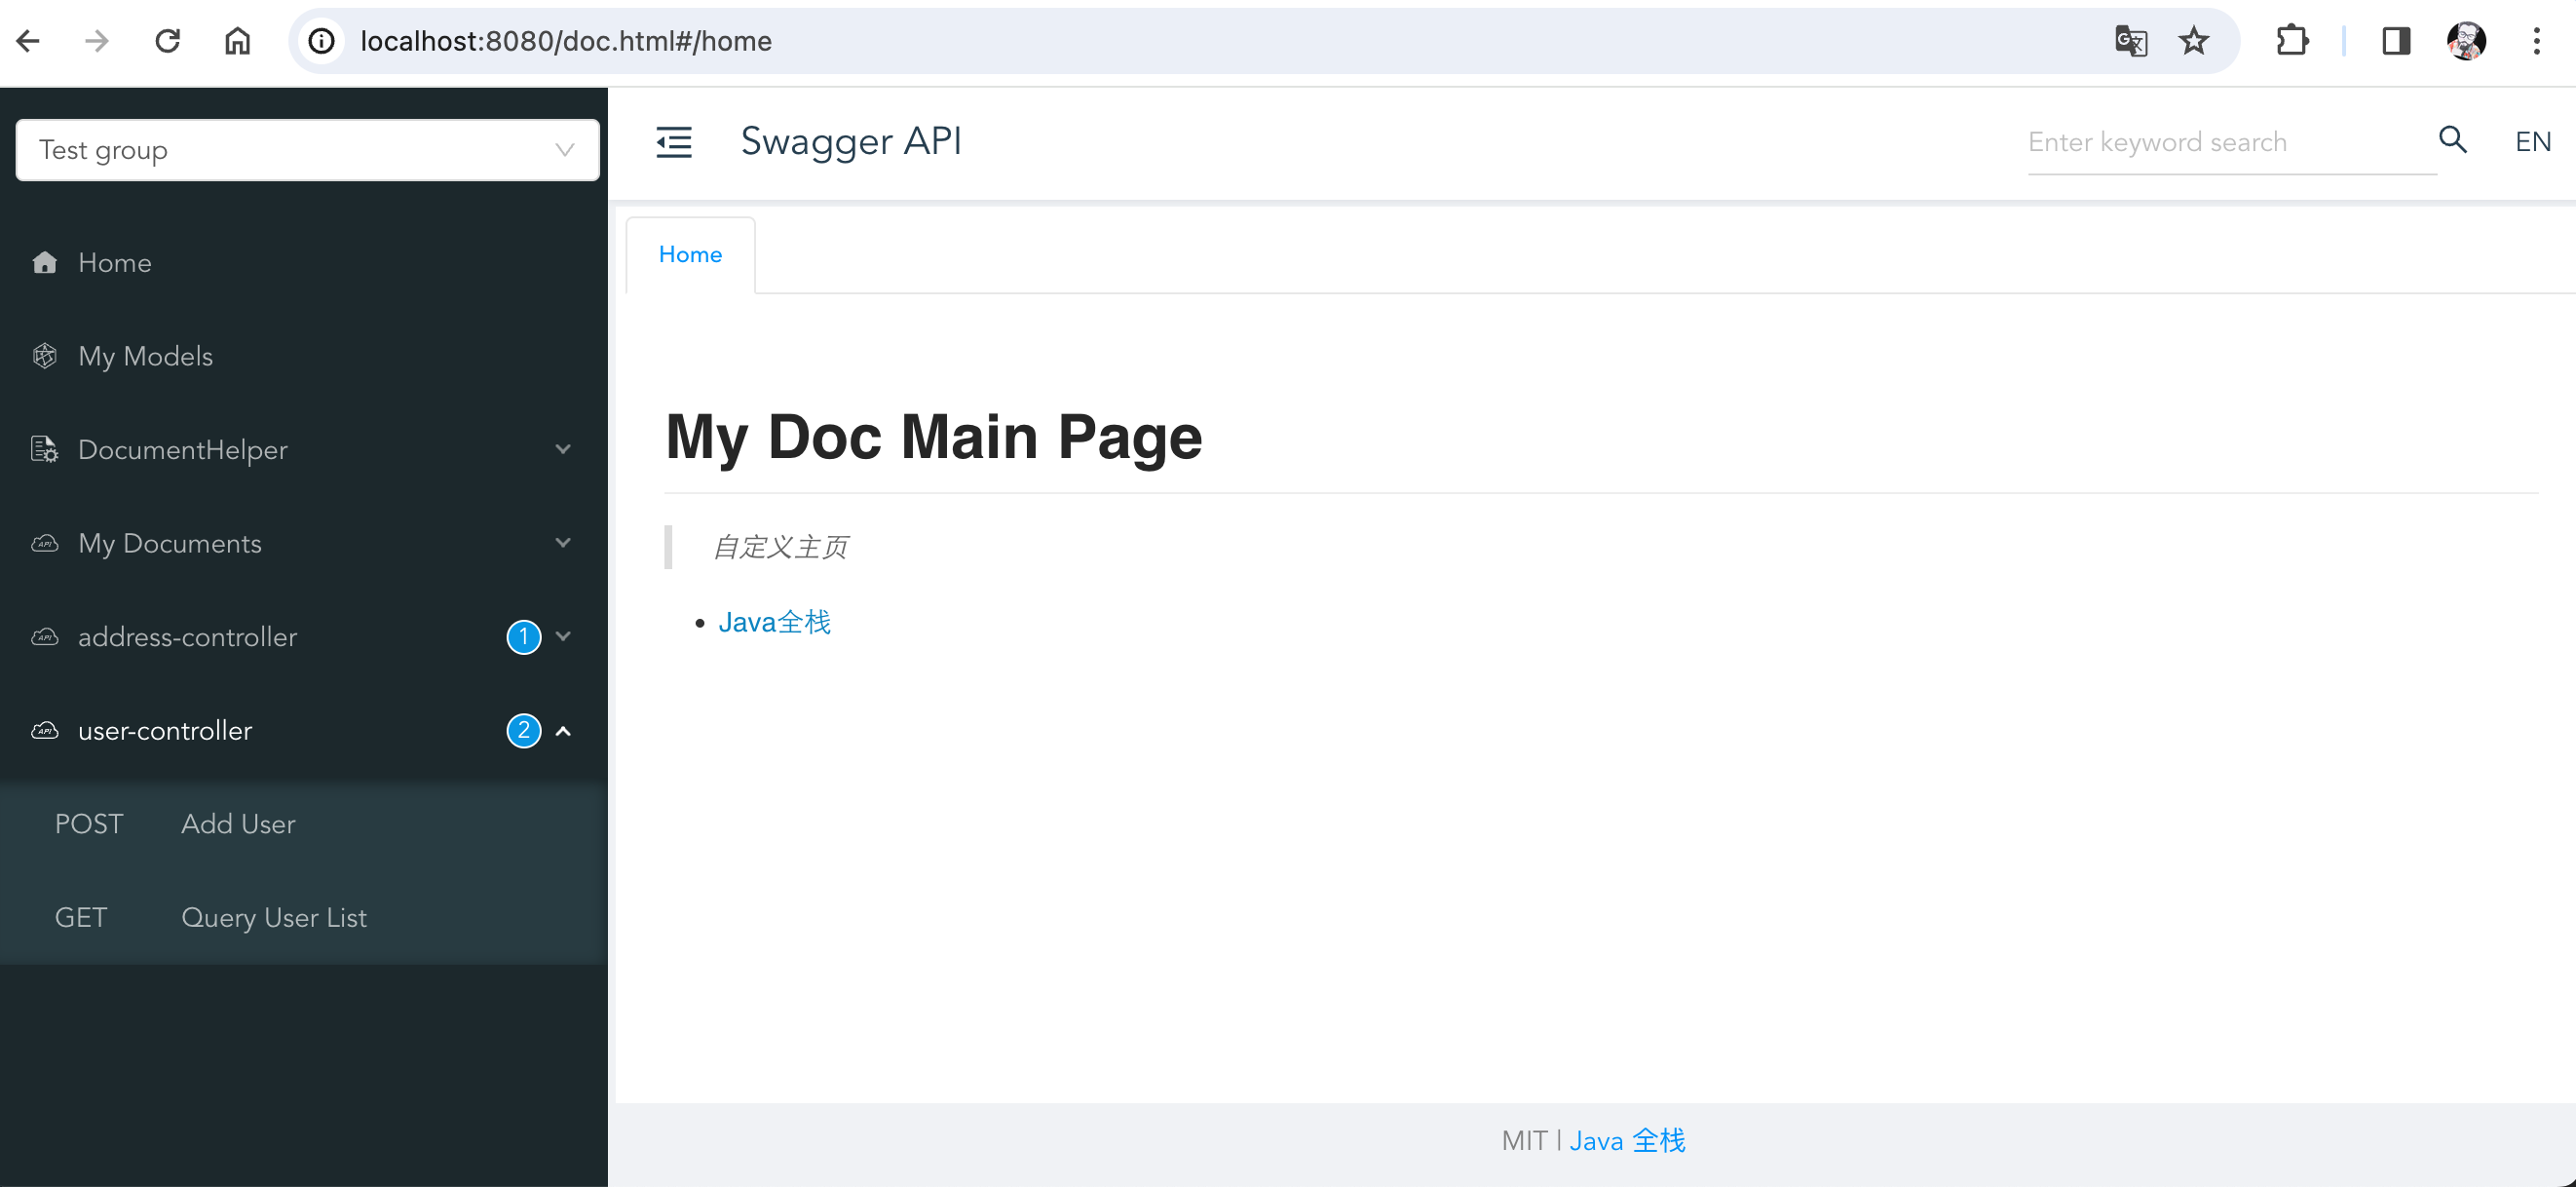 localhost:8080/doc.html#/home
Test group
Home
My Models
DocumentHelper
My Documents
address-controller 1
user-controller 2
POST Add User
GET Query User List
Swagger API
Enter keyword search
EN
Home
My Doc Main Page
自定义主页
Java全栈
MIT | Java 全栈